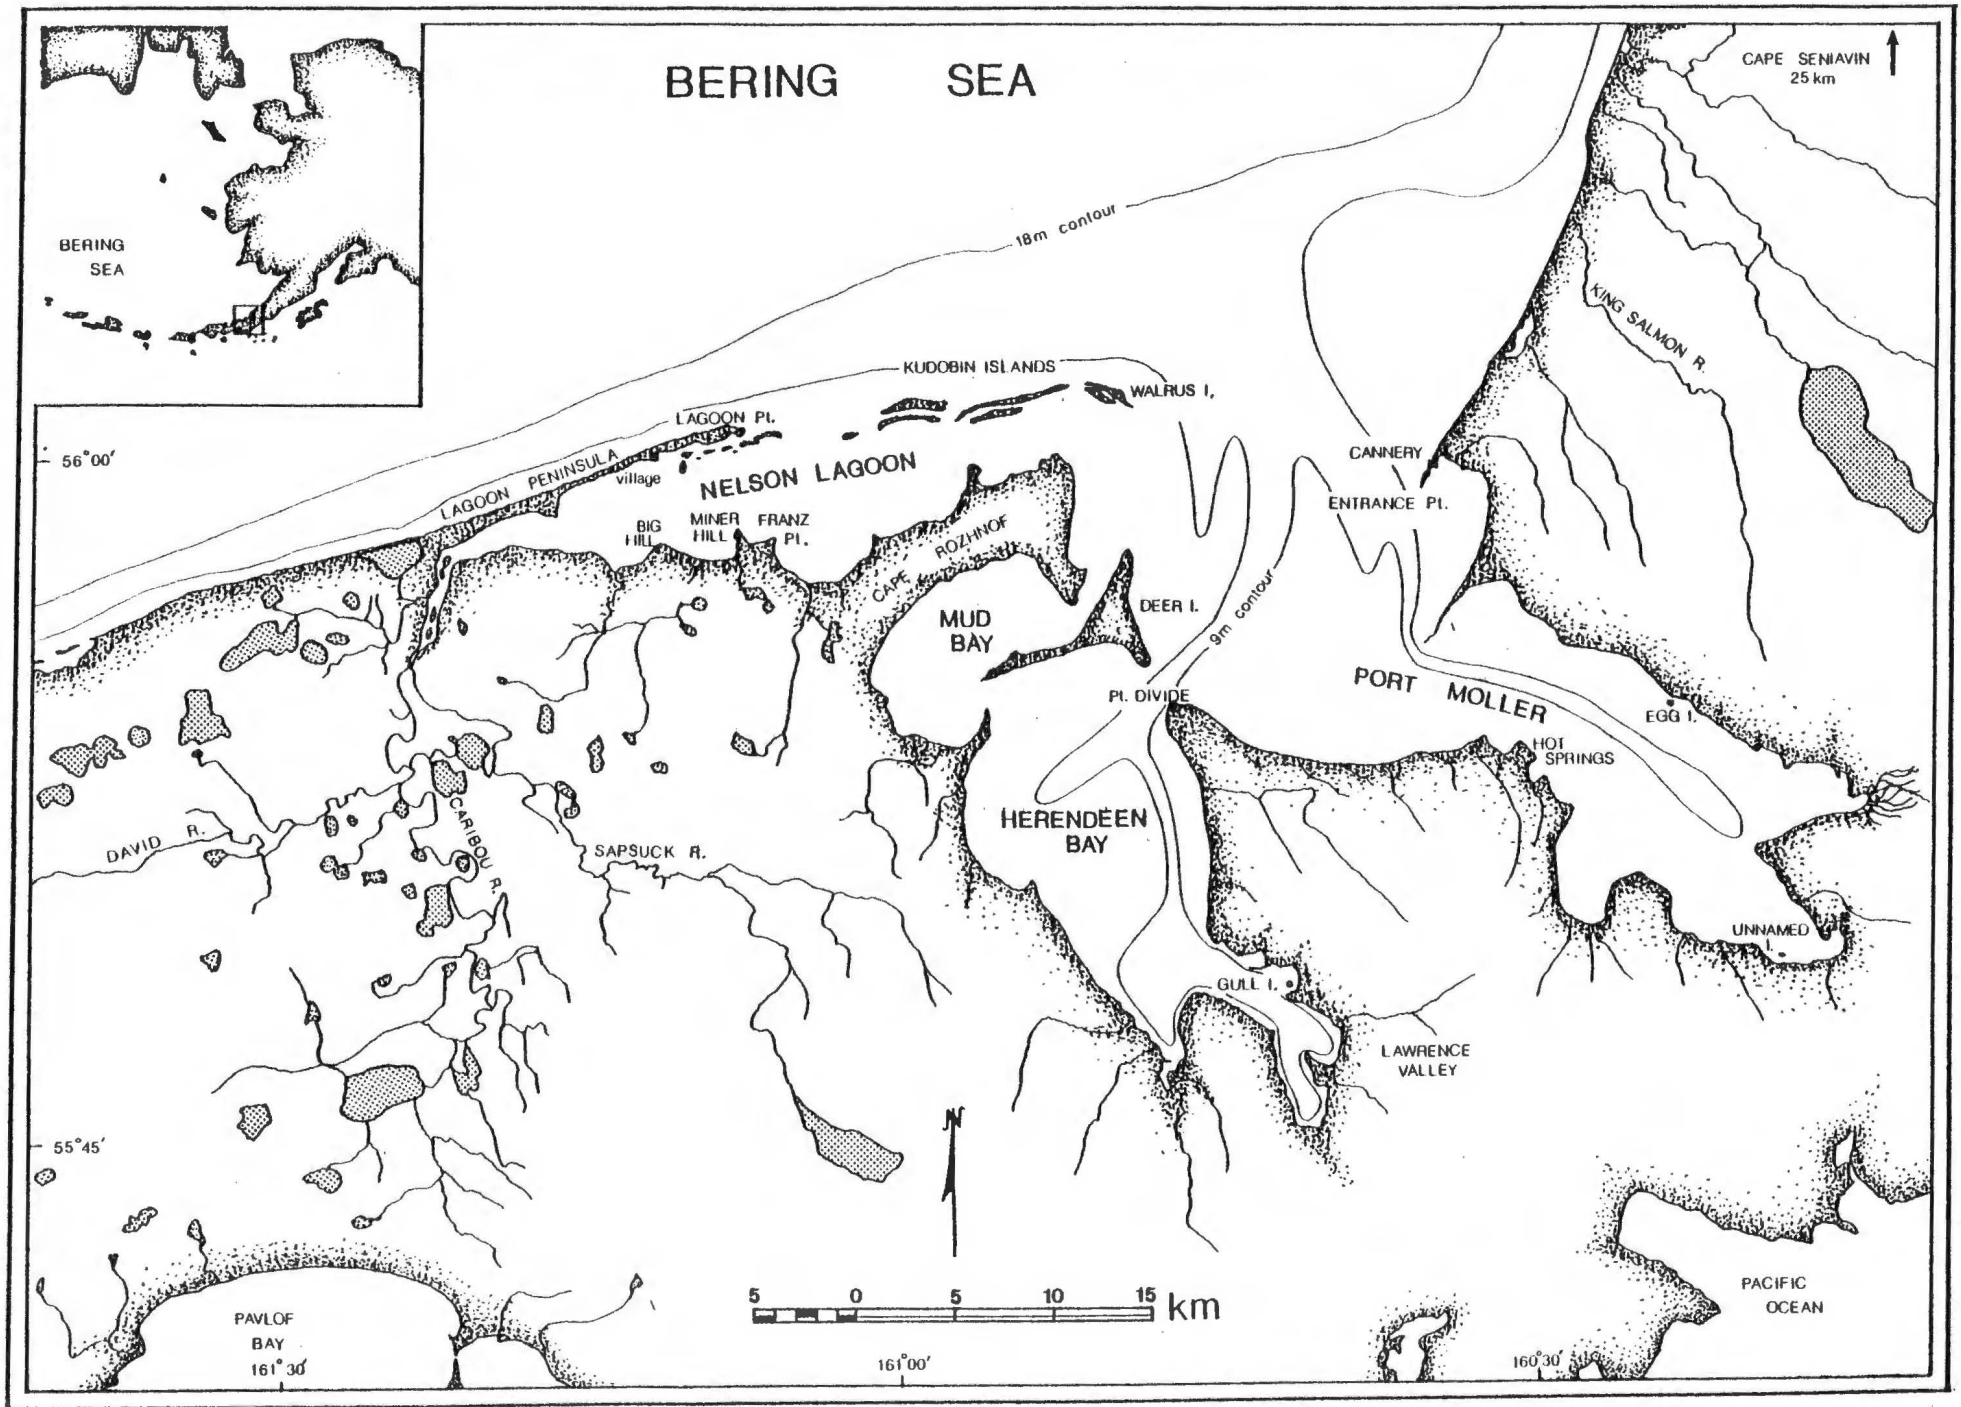 BERING SEA
CAPE SENIAVIN
25 km
BERING
SEA
18m contour
KING SALMON R.
KUDOBIN ISLANDS
WALRUS I.
LAGOON Pt.
LAGOON PENINSULA
village
NELSON LAGOON
CANNERY
ENTRANCE Pt.
56°00'
BIG
HILL
MINER
HILL
FRANZ
Pt.
CAPE ROZHNOF
MUD
BAY
DEER I.
9m contour
Pt. DIVIDE
PORT MOLLER
EGG I.
HOT
SPRINGS
HERENDEEN
BAY
DAVID R.
CARIBOU R.
SAPSUCK R.
UNNAMED
I.
GULL I.
LAWRENCE
VALLEY
55°45'
N
5 0 5 10 15 km
PAVLOF
BAY
PACIFIC
OCEAN
161°30'
161°00'
160°30'